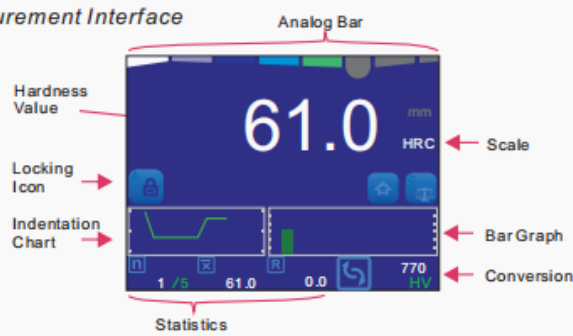 urement Interface
Analog Bar
Hardness
Value
61.0
mm
HRC
Scale
Locking
Icon
Indentation
Chart
Bar Graph
n
x̅
R
1 /5
61.0
0.0
770
HV
Conversion
Statistics